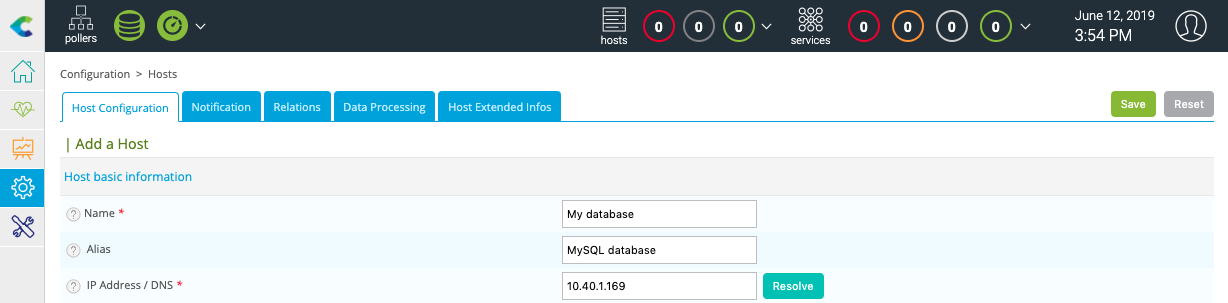 pollers
hosts
0 0 0
services
0 0 0 0
June 12, 2019
3:54 PM
Configuration > Hosts
Host Configuration Notification Relations Data Processing Host Extended Infos
Save Reset
| Add a Host
Host basic information
? Name * My database
? Alias MySQL database
? IP Address / DNS * 10.40.1.169 Resolve